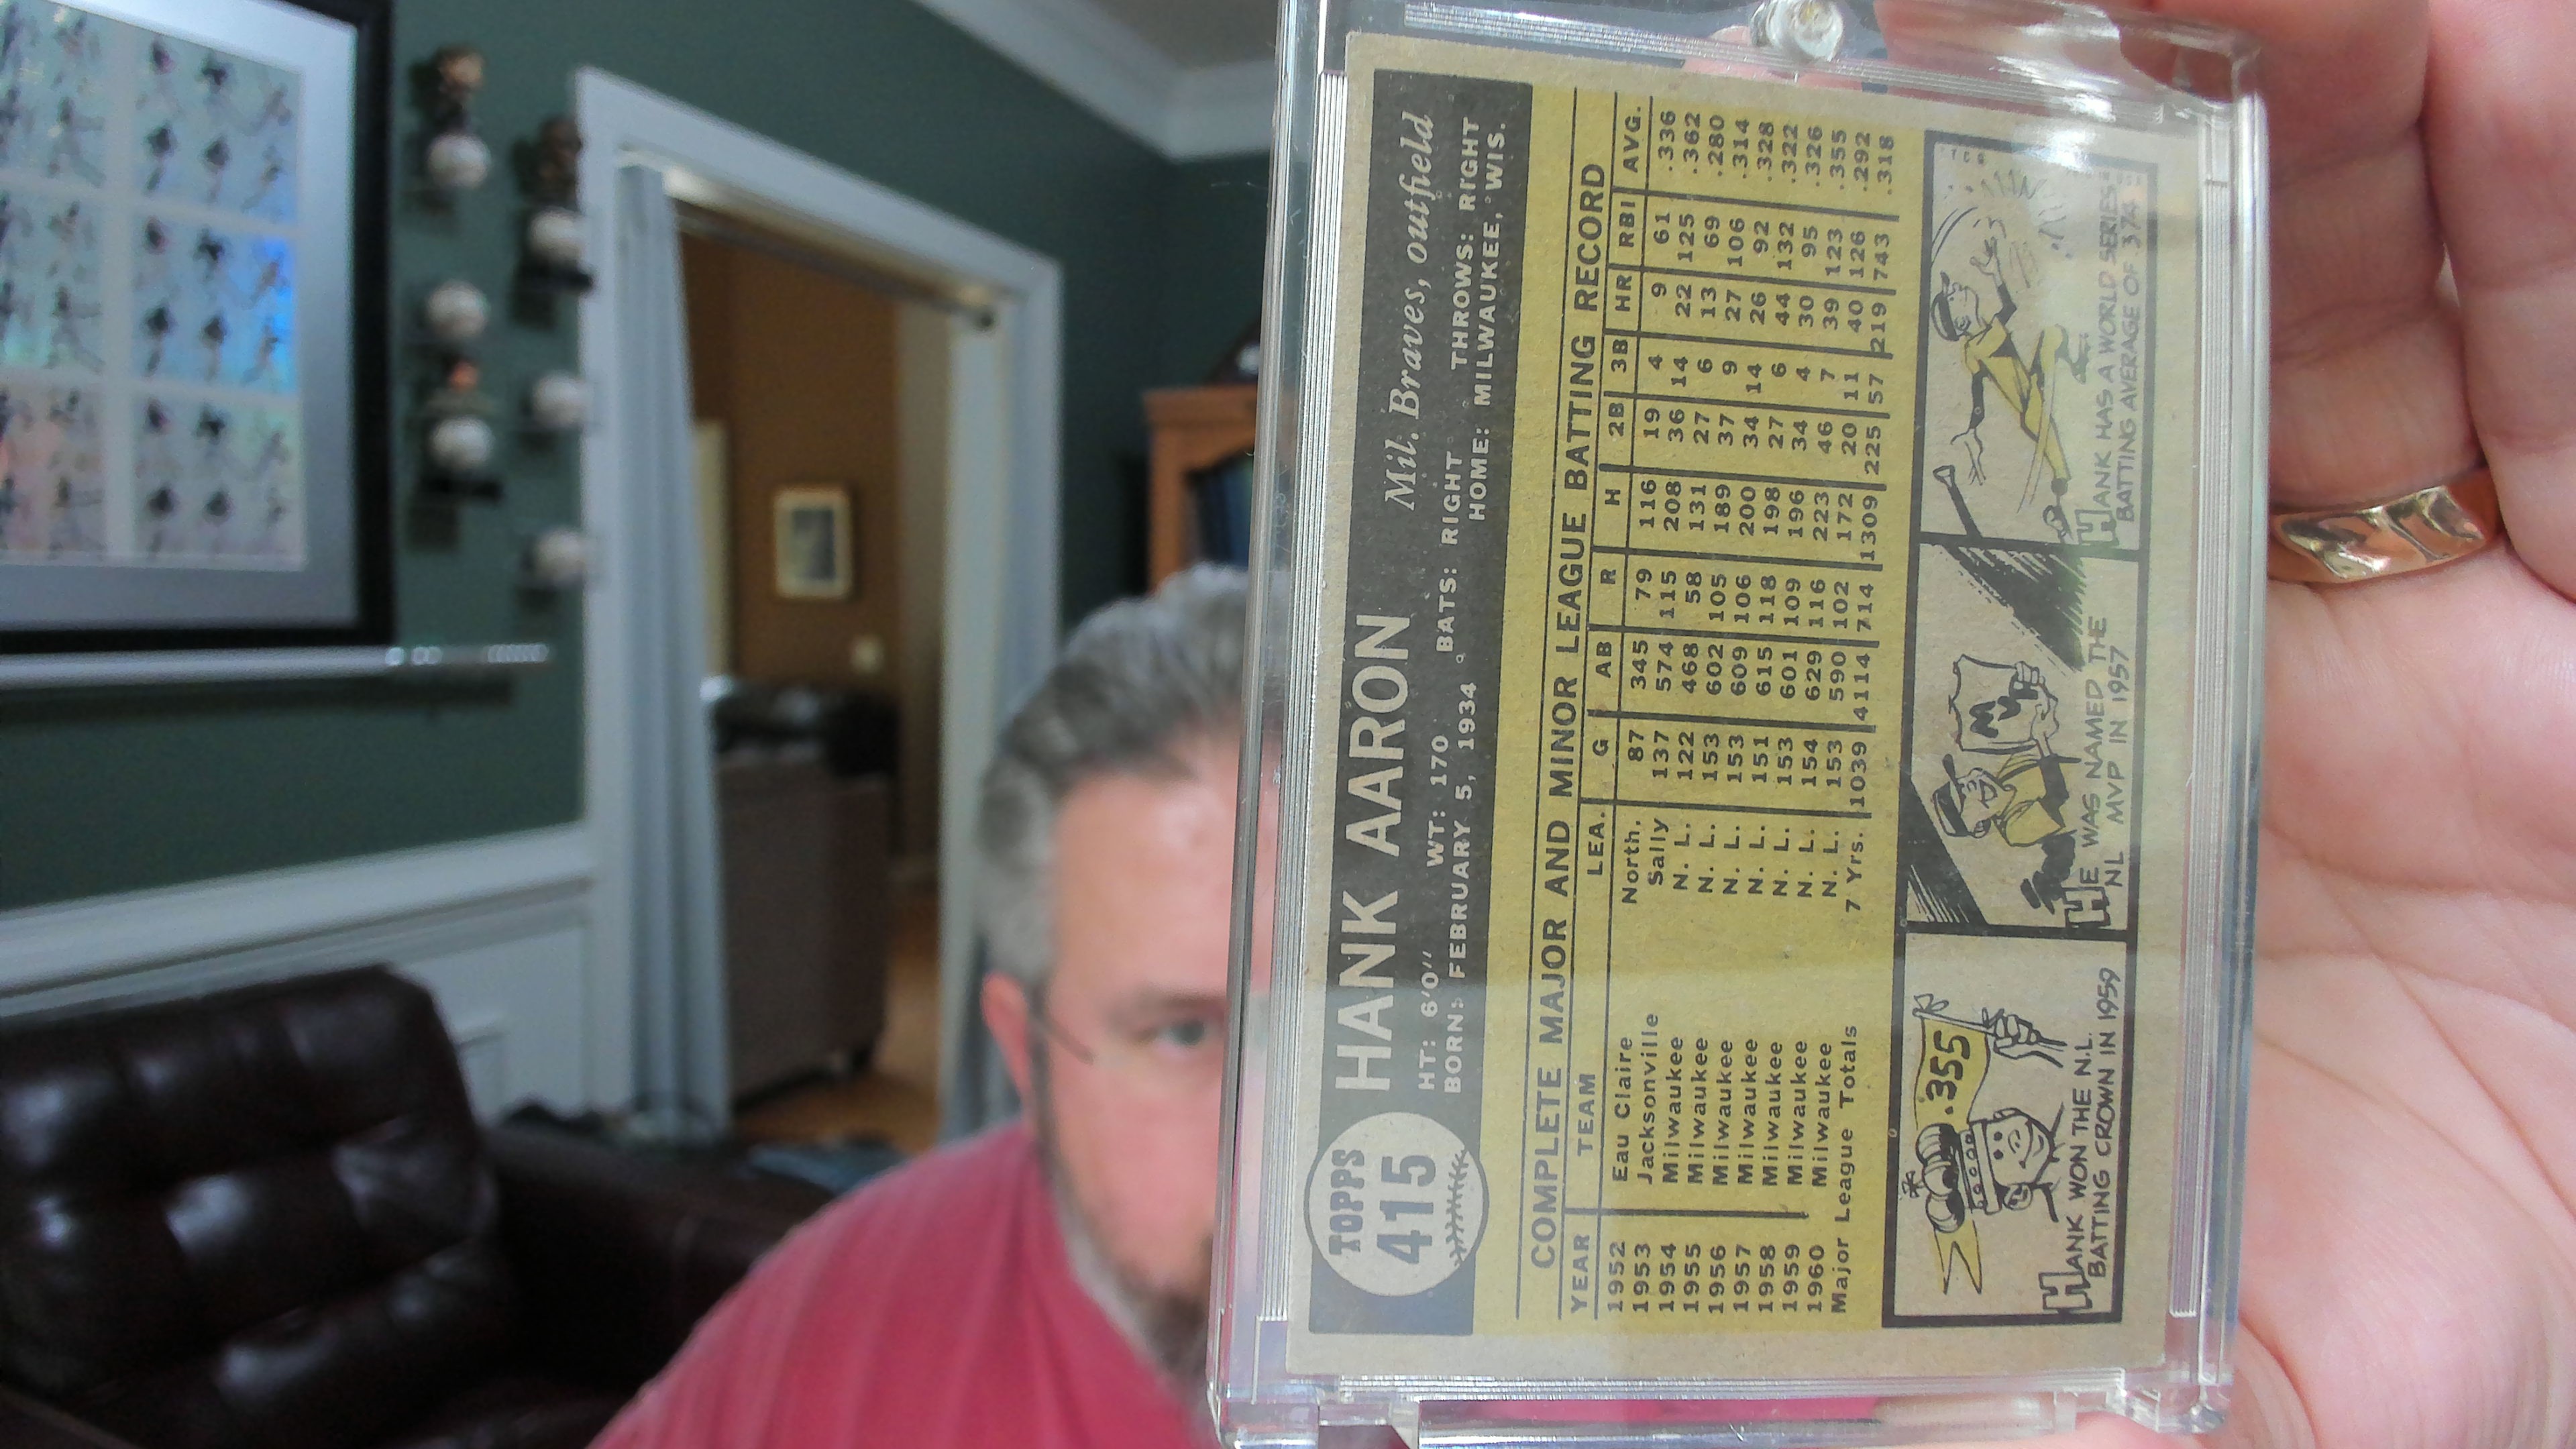 TOPPS
415
HANK AARON Mil. Braves, outfield
HT: 6'0" WT: 170 BATS: RIGHT THROWS: RIGHT
BORN: FEBRUARY 5, 1934 HOME: MILWAUKEE, WIS.
COMPLETE MAJOR AND MINOR LEAGUE BATTING RECORD
YEAR TEAM LEA. G AB R H 2B 3B HR RBI AVG.
1952 Eau Claire North. 87 345 79 116 19 4 9 61 .336
1953 Jacksonville Sally 137 574 115 208 36 14 22 125 .362
1954 Milwaukee N. L. 122 468 58 131 27 6 13 69 .280
1955 Milwaukee N. L. 153 602 105 189 37 9 27 106 .314
1956 Milwaukee N. L. 153 609 106 200 34 14 26 92 .328
1957 Milwaukee N. L. 151 615 118 198 27 6 44 132 .322
1958 Milwaukee N. L. 153 601 109 196 34 4 30 95 .326
1959 Milwaukee N. L. 154 629 116 223 46 7 39 123 .355
1960 Milwaukee N. L. 153 590 102 172 20 11 40 126 .292
Major League Totals 7 Yrs. 1039 4114 714 1309 225 57 219 743 .318
.355
HANK WON THE N.L.
BATTING CROWN IN 1959
MVP
HE WAS NAMED THE
NL MVP IN 1957
T.C.G.
HANK HAS A WORLD SERIES
BATTING AVERAGE OF .374